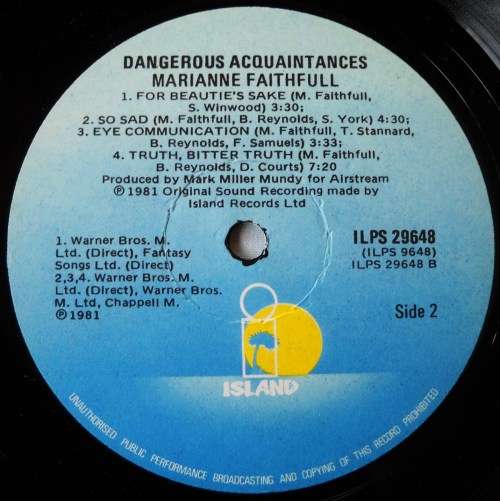 DANGEROUS ACQUAINTANCES
MARIANNE FAITHFULL
1. FOR BEAUTIE'S SAKE (M. Faithfull,
S. Winwood) 3:30;
2. SO SAD (M. Faithfull, B. Reynolds, S. York) 4:30;
3. EYE COMMUNICATION (M. Faithfull, T. Stannard,
B. Reynolds, F. Samuels) 3:33;
4. TRUTH, BITTER TRUTH (M. Faithfull,
B. Reynolds, D. Courts) 7:20
Produced by Mark Miller Mundy for Airstream
℗1981 Original Sound Recording made by
Island Records Ltd
1. Warner Bros. M.
Ltd. (Direct), Fantasy
Songs Ltd. (Direct)
2,3,4. Warner Bros. M.
Ltd. (Direct), Warner Bros.
M. Ltd, Chappell M.
℗1981
ILPS 29648
(ILPS 9648)
ILPS 29648 B
Side 2
ISLAND
UNAUTHORISED PUBLIC PERFORMANCE BROADCASTING AND COPYING OF THIS RECORD PROHIBITED